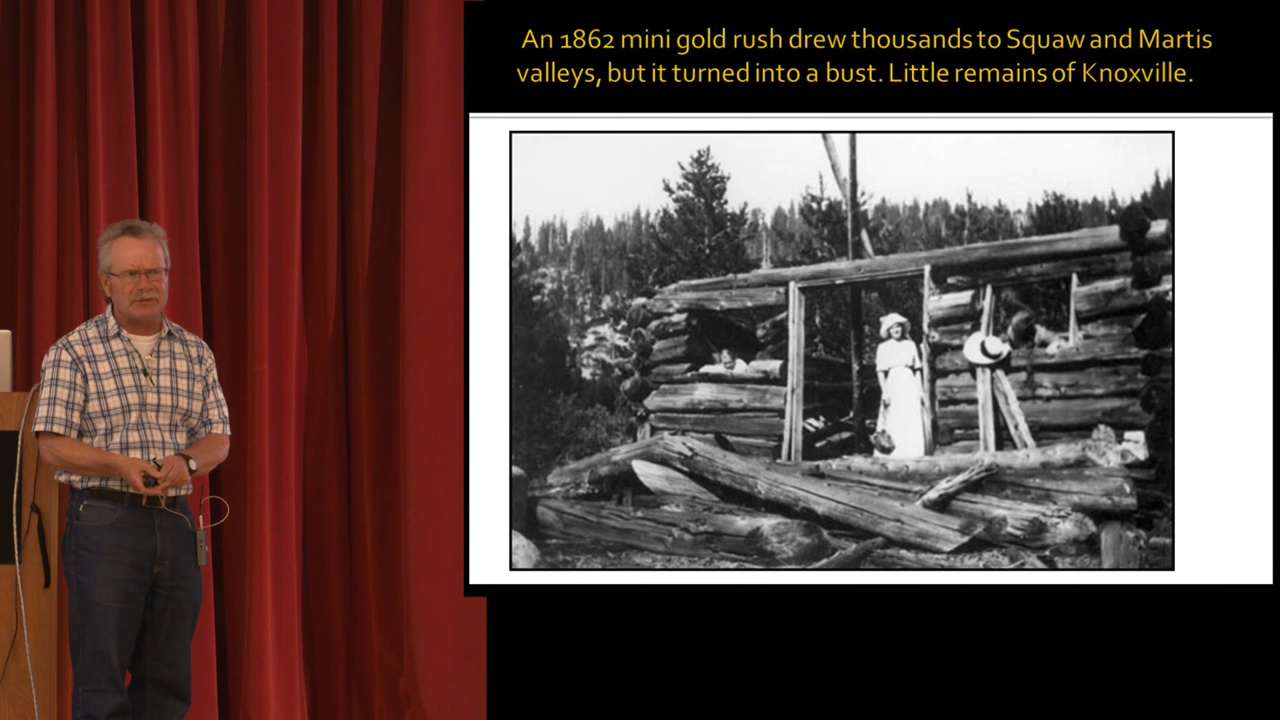 An 1862 mini gold rush drew thousands to Squaw and Martis
valleys, but it turned into a bust. Little remains of Knoxville.